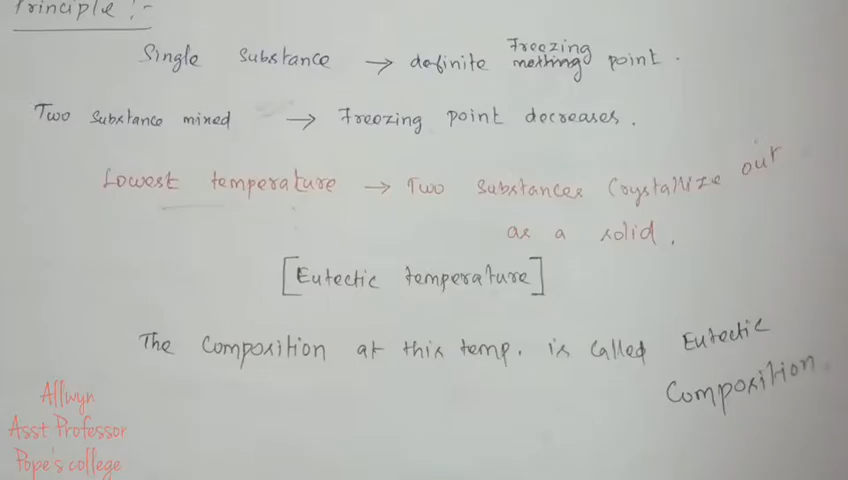 Principle :-
Single substance → definite Freezing melting point.
Two substance mixed → Freezing point decreases.
Lowest temperature → Two substances crystallize out
as a solid.
[Eutectic temperature]
The composition at this temp. is called Eutectic
Composition.
Allwyn
Asst Professor
Pope's college